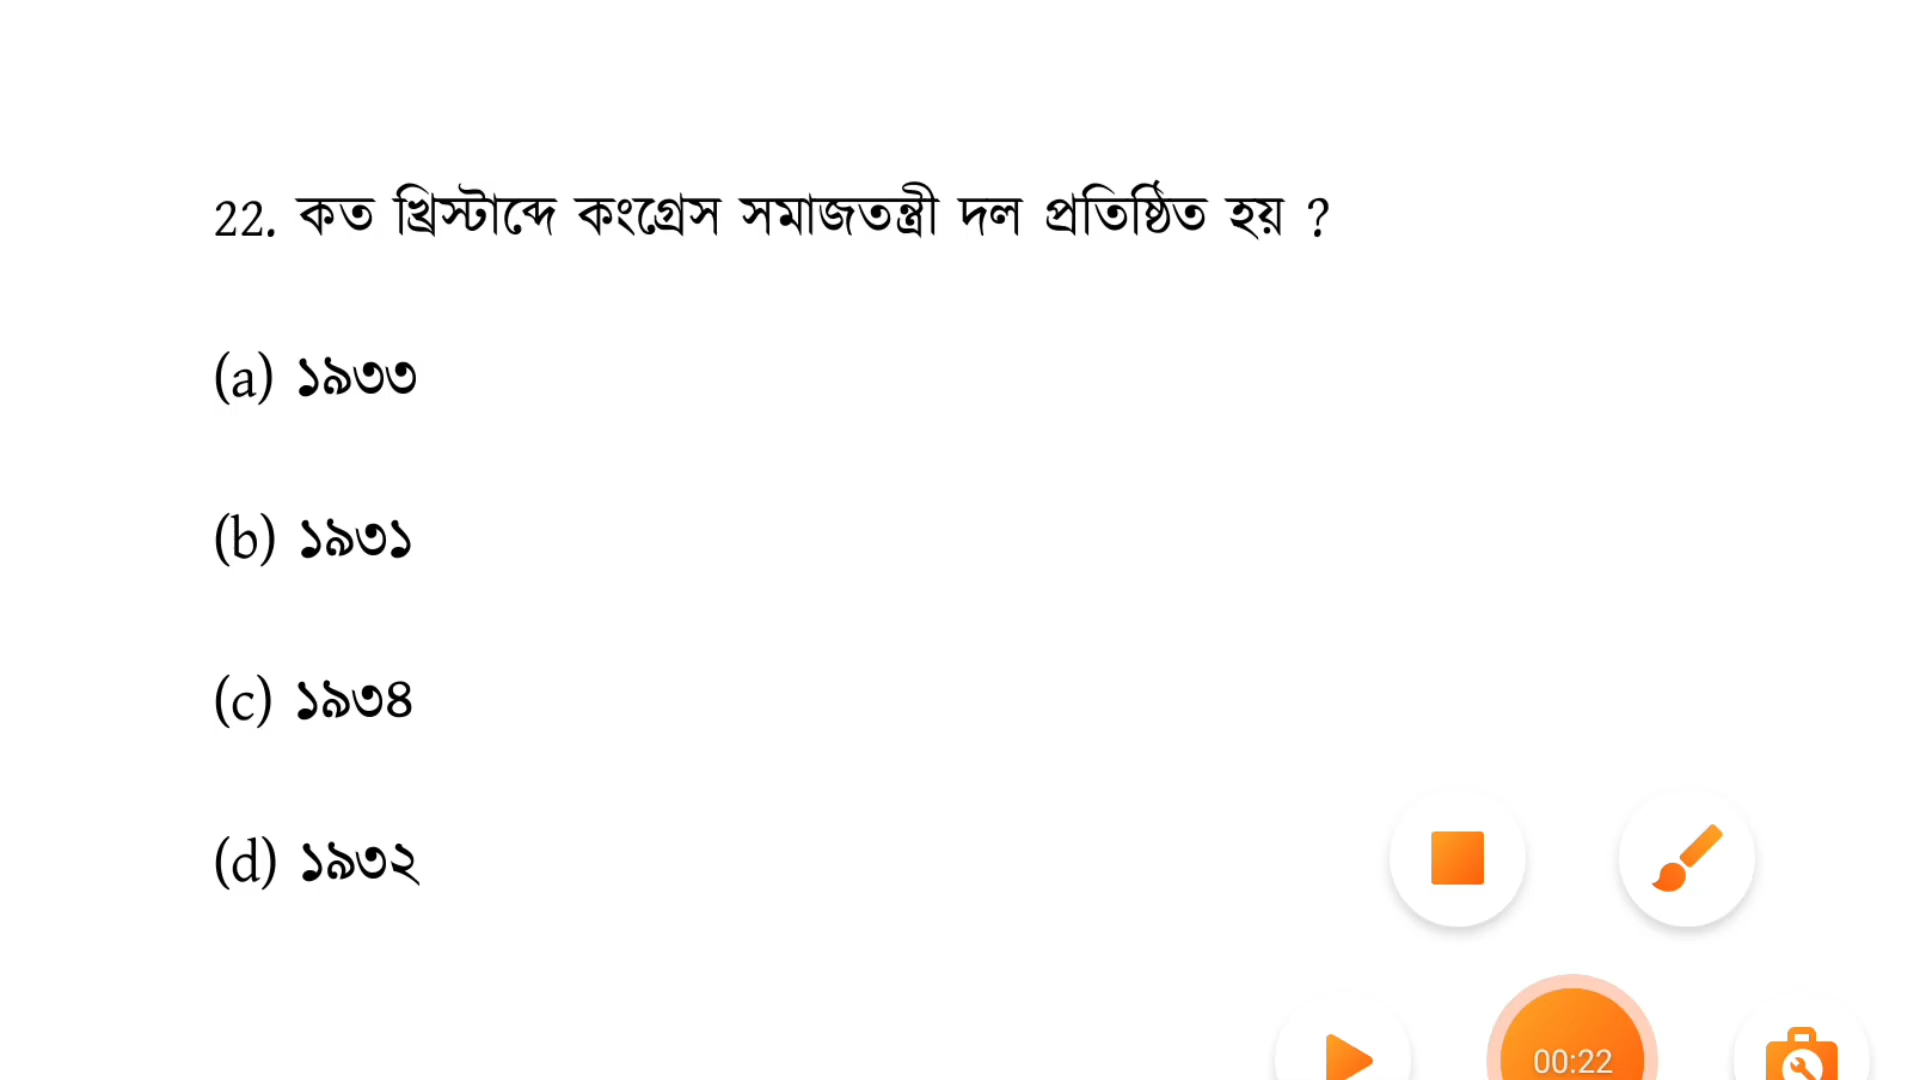 22. কত খ্রিস্টাব্দে কংগ্রেস সমাজতন্ত্রী দল প্রতিষ্ঠিত হয় ?
(a) ১৯৩৩
(b) ১৯৩১
(c) ১৯৩৪
(d) ১৯৩২
00:22